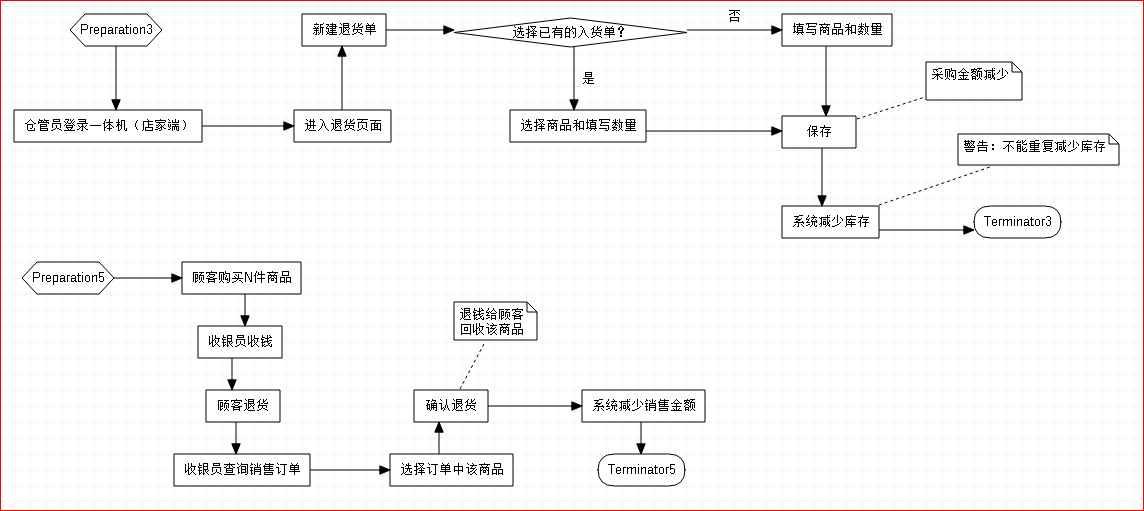 Preparation3
新建退货单
选择已有的入货单？
否
填写商品和数量
采购金额减少
是
仓管员登录一体机（店家端）
进入退货页面
选择商品和填写数量
保存
警告：不能重复减少库存
系统减少库存
Terminator3
Preparation5
顾客购买N件商品
收银员收钱
退钱给顾客
回收该商品
顾客退货
确认退货
系统减少销售金额
收银员查询销售订单
选择订单中该商品
Terminator5